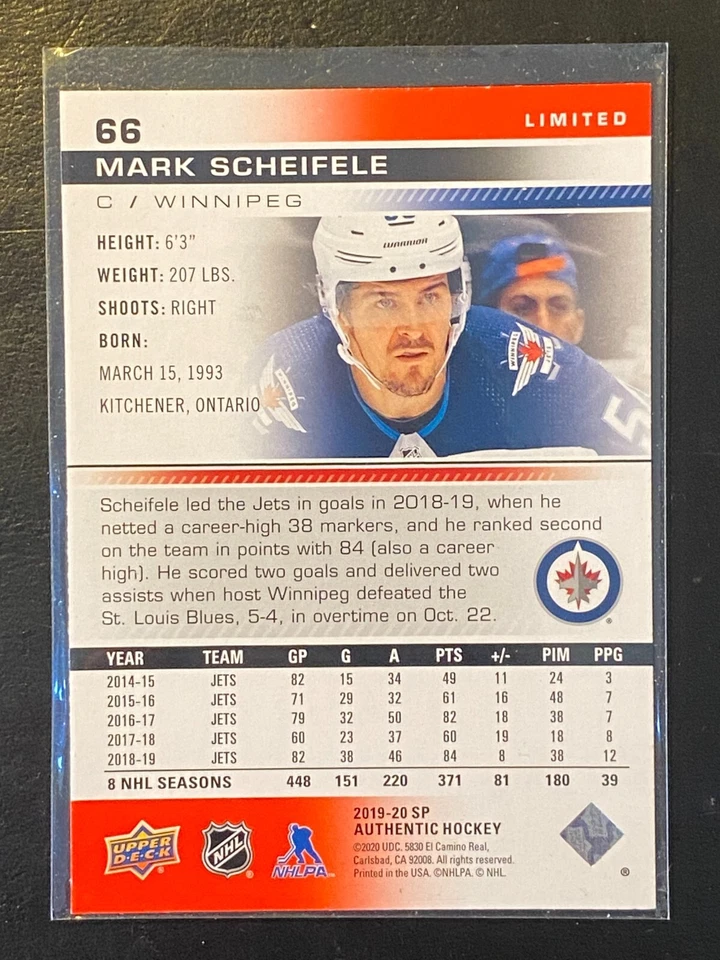 66
LIMITED
MARK SCHEIFELE
C / WINNIPEG
HEIGHT: 6'3"
WEIGHT: 207 LBS.
SHOOTS: RIGHT
BORN:
MARCH 15, 1993
KITCHENER, ONTARIO
WARRIOR
WINNIPEG
JETS
5
Scheifele led the Jets in goals in 2018-19, when he
netted a career-high 38 markers, and he ranked second
on the team in points with 84 (also a career
high). He scored two goals and delivered two
assists when host Winnipeg defeated the
St. Louis Blues, 5-4, in overtime on Oct. 22.
®
YEAR TEAM GP G A PTS +/- PIM PPG
2014-15 JETS 82 15 34 49 11 24 3
2015-16 JETS 71 29 32 61 16 48 7
2016-17 JETS 79 32 50 82 18 38 7
2017-18 JETS 60 23 37 60 19 18 8
2018-19 JETS 82 38 46 84 8 38 12
8 NHL SEASONS 448 151 220 371 81 180 39
UPPER
DECK
NHL
NHLPA
2019-20 SP
AUTHENTIC HOCKEY
©2020 UDC. 5830 El Camino Real,
Carlsbad, CA 92008. All rights reserved.
Printed in the USA. ©NHLPA. © NHL.
®